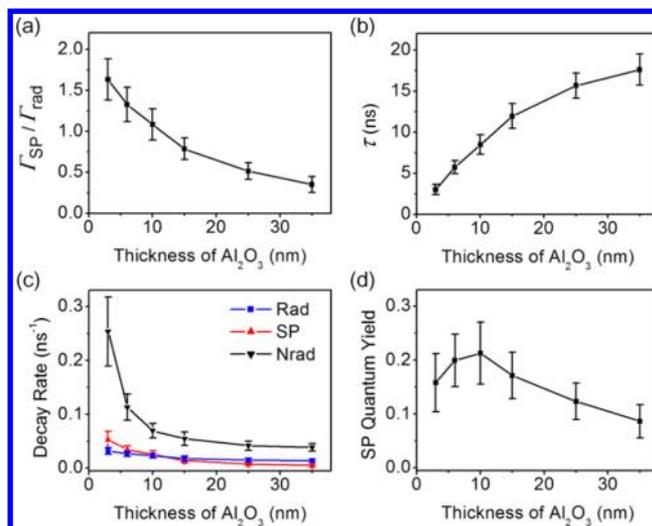 (a)
Γ_SP / Γ_rad
2.0
1.5
1.0
0.5
0.0
0 10 20 30
Thickness of Al₂O₃ (nm)
(b)
τ (ns)
20
15
10
5
0
0 10 20 30
Thickness of Al₂O₃ (nm)
(c)
Decay Rate (ns⁻¹)
0.3
0.2
0.1
0.0
Rad
SP
Nrad
0 10 20 30
Thickness of Al₂O₃ (nm)
(d)
SP Quantum Yield
0.3
0.2
0.1
0.0
0 10 20 30
Thickness of Al₂O₃ (nm)